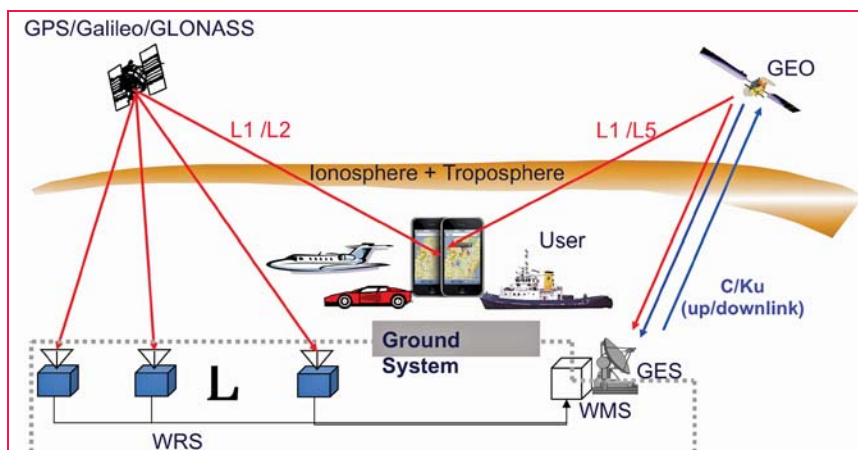 GPS/Galileo/GLONASS
GEO
L1 /L2
L1 /L5
Ionosphere + Troposphere
User
C/Ku
(up/downlink)
Ground
System
GES
L
WMS
WRS